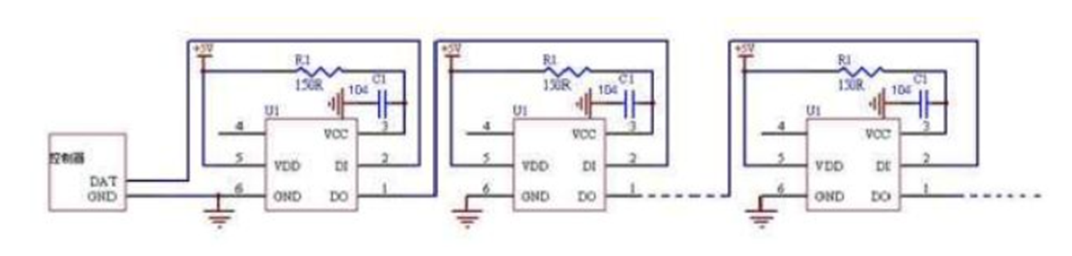 控制器
DAT
GND
+5V
R1
150R
C1
104
U1
4
VCC
3
5
VDD
DI
2
6
GND
DO
1
+5V
R1
150R
C1
104
U1
4
VCC
3
5
VDD
DI
2
6
GND
DO
1
+5V
R1
150R
C1
104
U1
4
VCC
3
5
VDD
DI
2
6
GND
DO
1